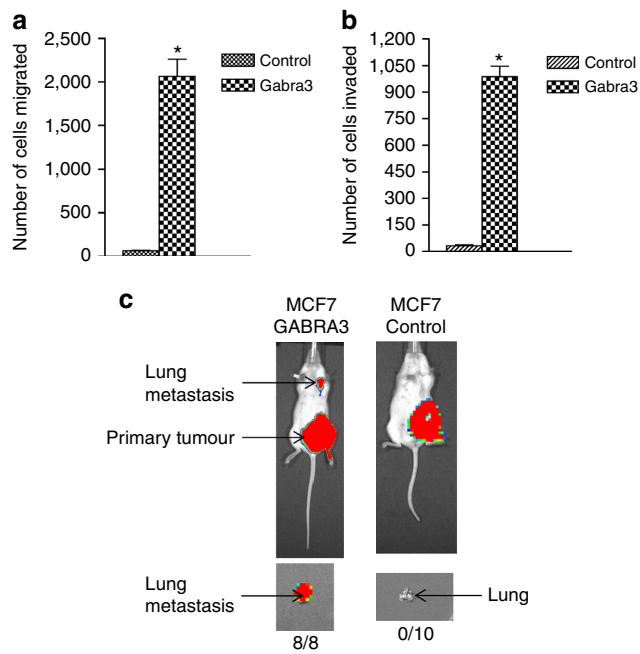 a
Number of cells migrated
2,500
2,000
1,500
1,000
500
0
*
Control
Gabra3
b
Number of cells invaded
1,200
1,050
900
750
600
450
300
150
0
*
Control
Gabra3
c
MCF7
GABRA3
MCF7
Control
Lung
metastasis
Primary tumour
Lung
metastasis
Lung
8/8
0/10